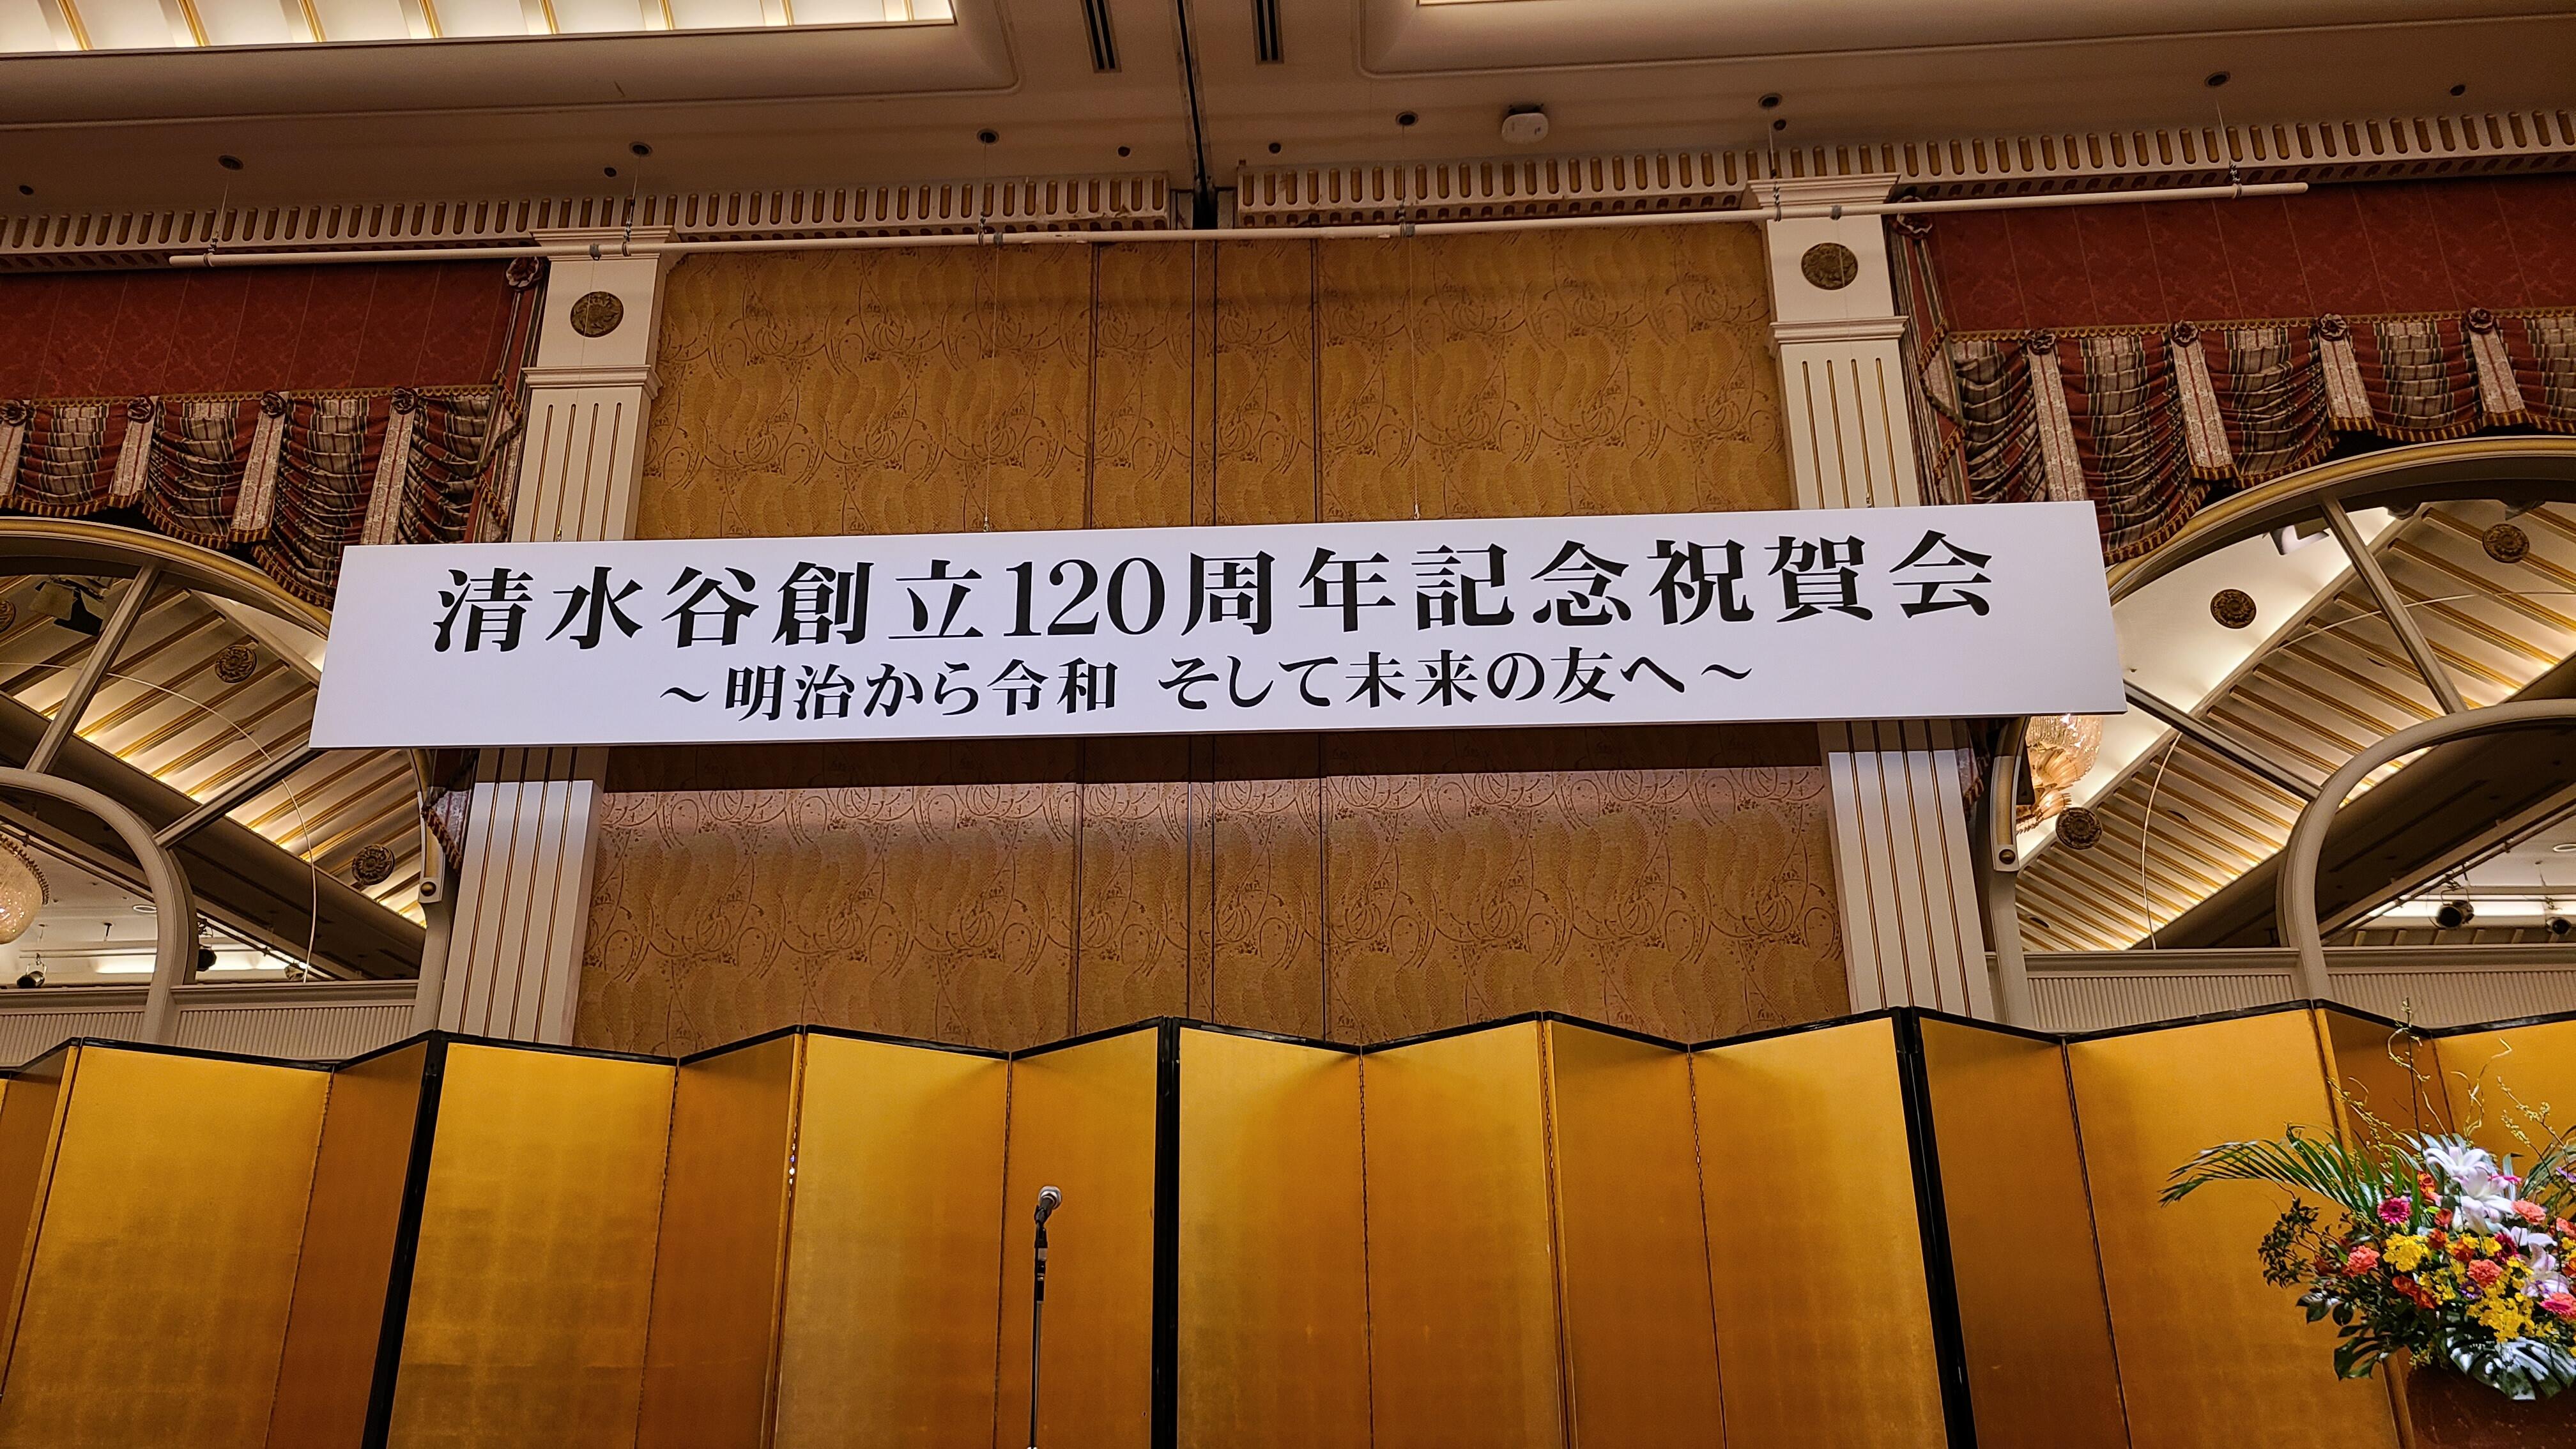 清水谷創立120周年記念祝賀会
～明治から令和 そして未来の友へ～